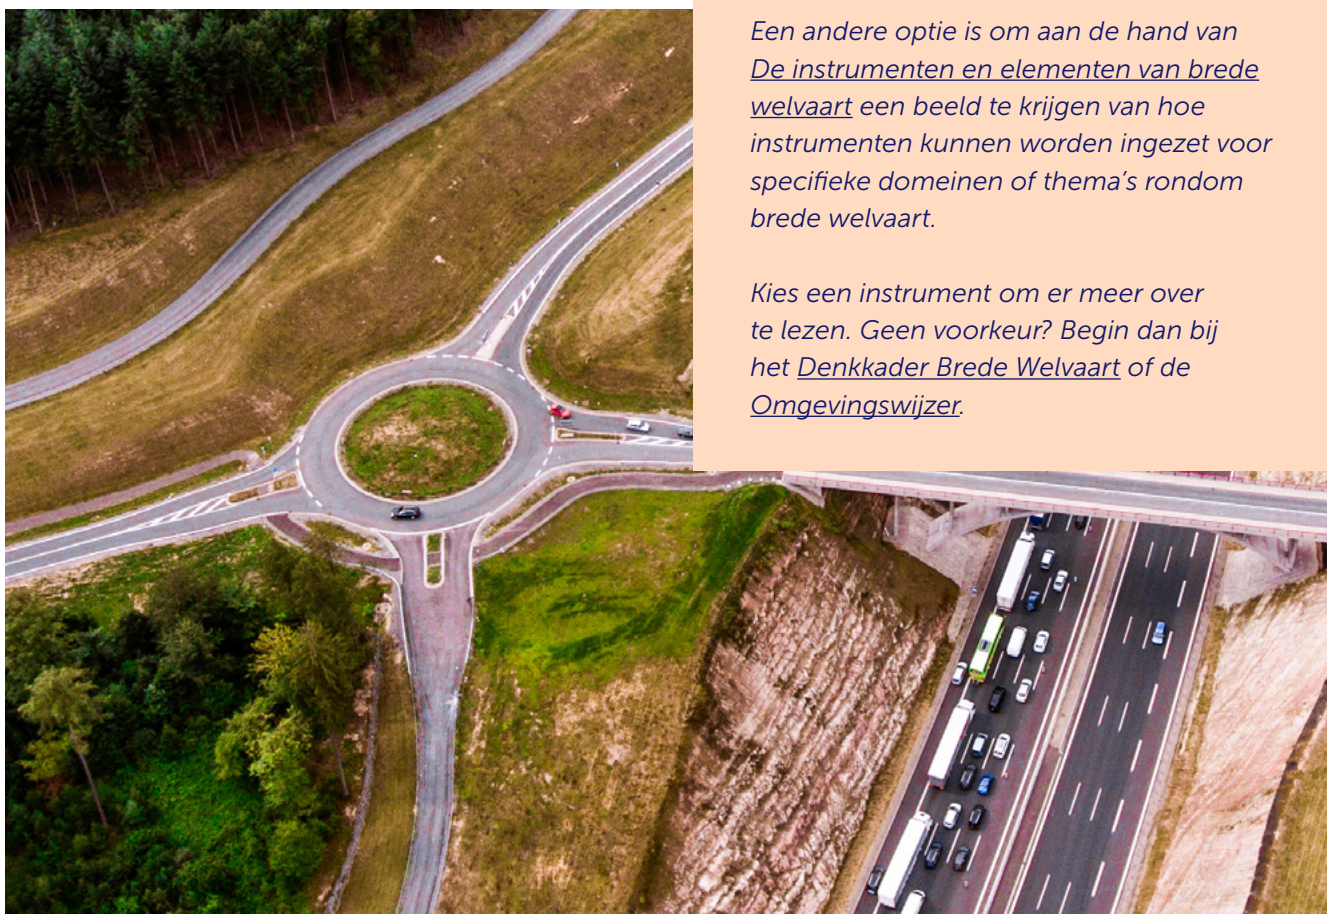 Een andere optie is om aan de hand van
De instrumenten en elementen van brede
welvaart een beeld te krijgen van hoe
instrumenten kunnen worden ingezet voor
specifieke domeinen of thema's rondom
brede welvaart.
Kies een instrument om er meer over
te lezen. Geen voorkeur? Begin dan bij
het Denkkader Brede Welvaart of de
Omgevingswijzer.